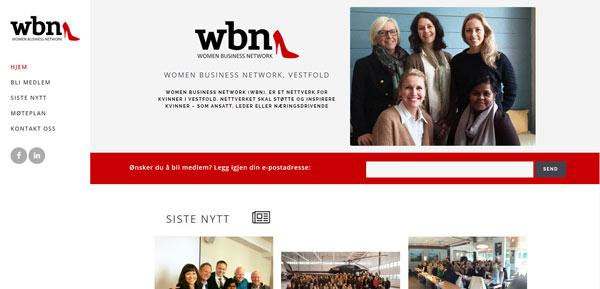 wbn
WOMEN BUSINESS NETWORK
HJEM
BLI MEDLEM
SISTE NYTT
MØTEPLAN
KONTAKT OSS
f
in
wbn
WOMEN BUSINESS NETWORK
WOMEN BUSINESS NETWORK, VESTFOLD
WOMEN BUSINESS NETWORK (WBN), ER ET NETTVERK FOR
KVINNER I VESTFOLD. NETTVERKET SKAL STØTTE OG INSPIRERE
KVINNER – SOM ANSATT, LEDER ELLER NÆRINGSDRIVENDE
Ønsker du å bli medlem? Legg igjen din e-postadresse:
SEND
SISTE NYTT